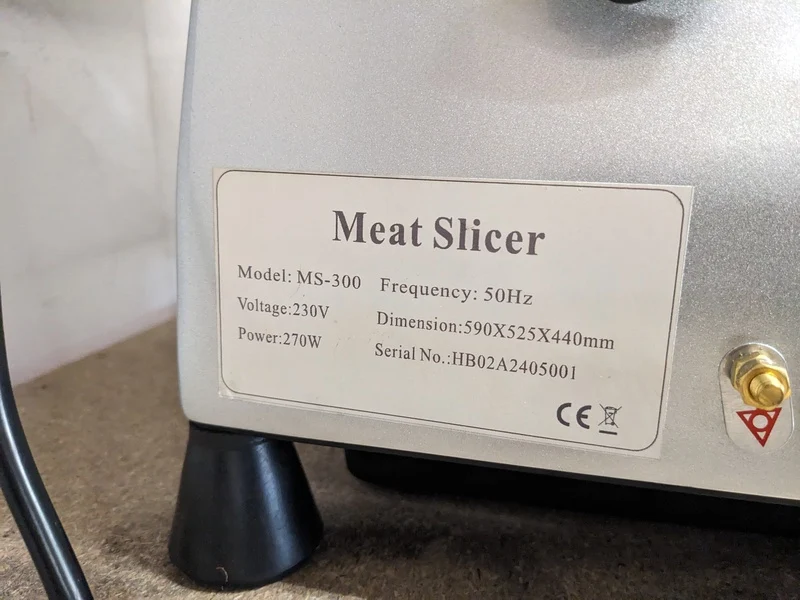 Meat Slicer
Model: MS-300 Frequency: 50Hz
Voltage:230V Dimension:590X525X440mm
Power:270W Serial No.:HB02A2405001
CE